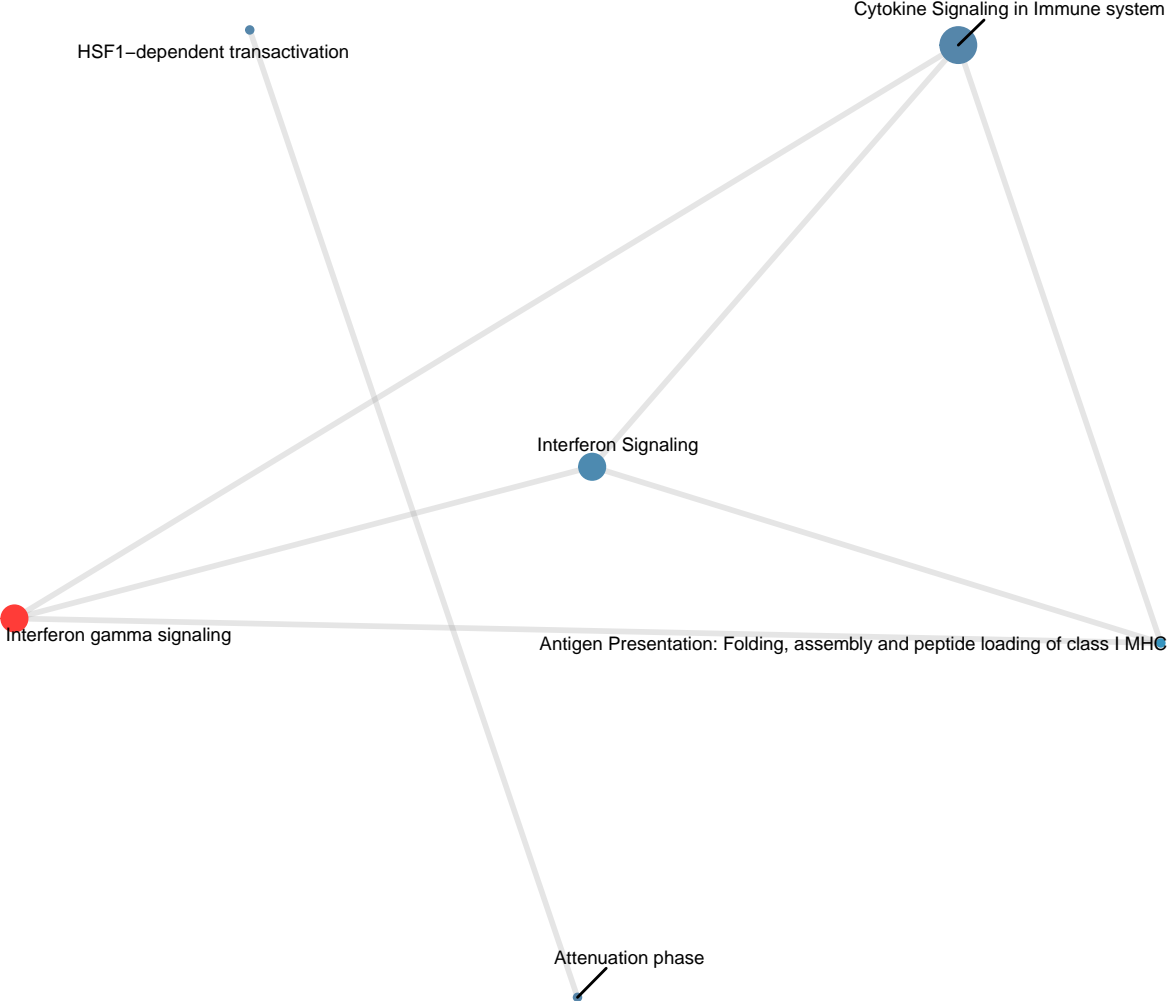 Cytokine Signaling in Immune system
HSF1−dependent transactivation
Interferon Signaling
Interferon gamma signaling
Antigen Presentation: Folding, assembly and peptide loading of class I MHC
Attenuation phase